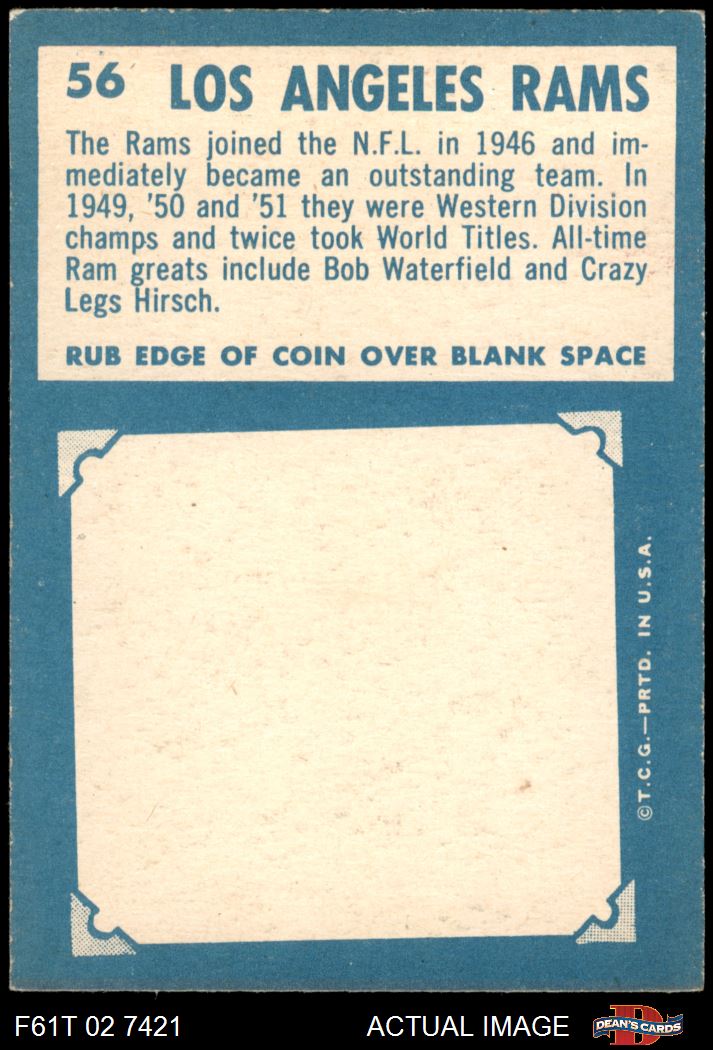 56 LOS ANGELES RAMS
The Rams joined the N.F.L. in 1946 and im-
mediately became an outstanding team. In
1949, '50 and '51 they were Western Division
champs and twice took World Titles. All-time
Ram greats include Bob Waterfield and Crazy
Legs Hirsch.
RUB EDGE OF COIN OVER BLANK SPACE
©T.C.G.—PRTD. IN U.S.A.
F61T 02 7421
ACTUAL IMAGE
D
DEAN'S CARDS